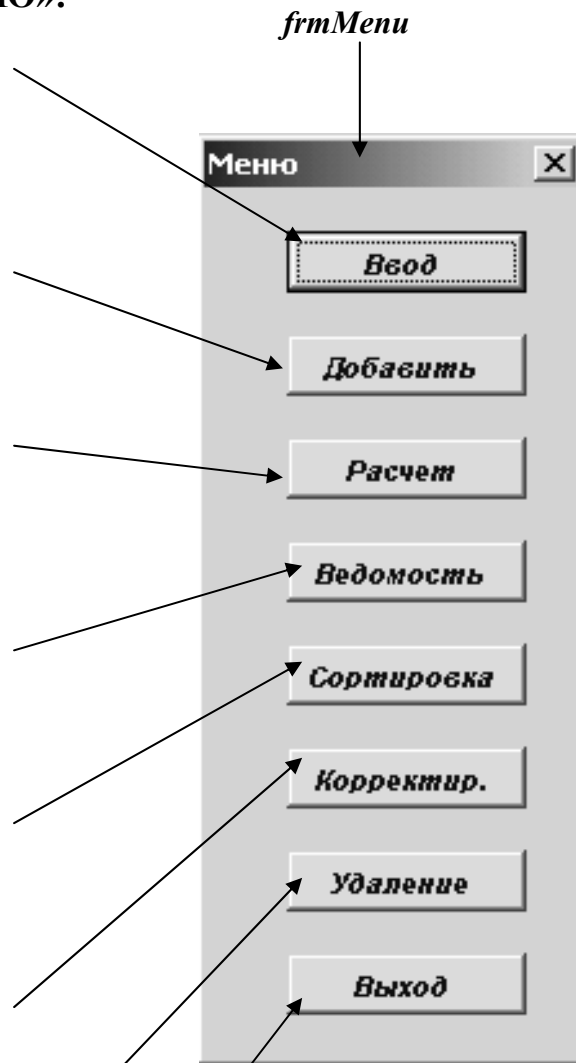 Ю».
frmMenu
Меню
Ввод
Добавить
Расчет
Ведомость
Сортировка
Корректир.
Удаление
Выход